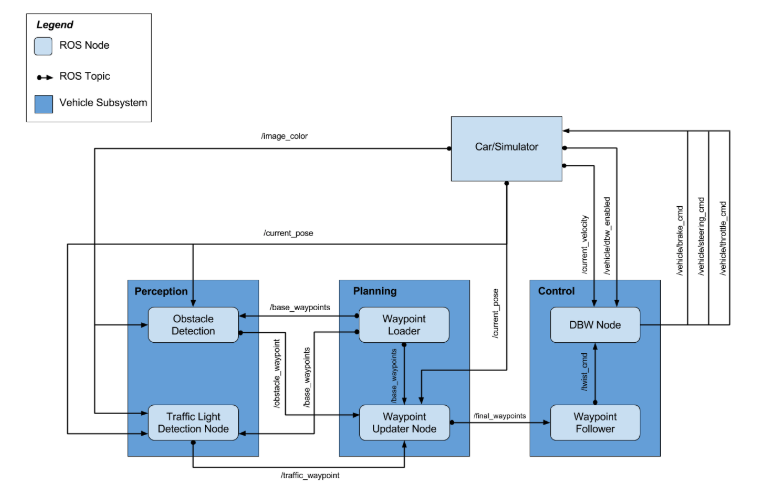 Legend
ROS Node
ROS Topic
Vehicle Subsystem
/image_color
Car/Simulator
/current_pose
/current_velocity
/vehicle/dbw_enabled
/vehicle/brake_cmd
/vehicle/steering_cmd
/vehicle/throttle_cmd
Perception
Planning
Control
/current_pose
Obstacle
Detection
/base_waypoints
Waypoint
Loader
DBW Node
/obstacle_waypoint
/base_waypoints
/base_waypoints
/twist_cmd
Traffic Light
Detection Node
Waypoint
Updater Node
/final_waypoints
Waypoint
Follower
/traffic_waypoint